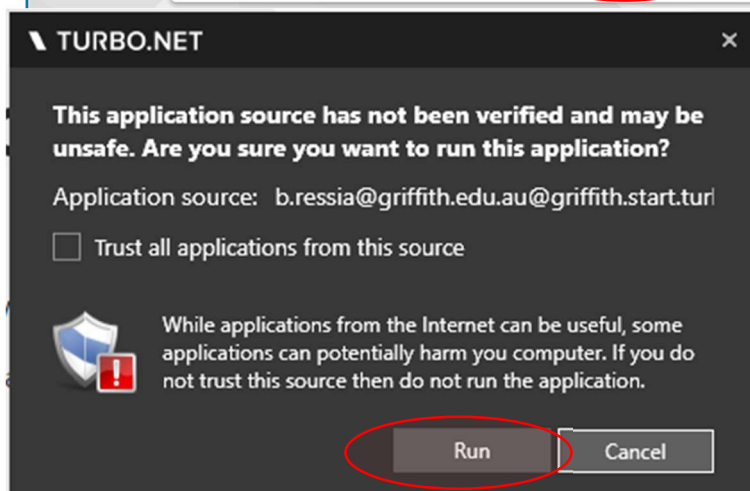 TURBO.NET
This application source has not been verified and may be
unsafe. Are you sure you want to run this application?
Application source: b.ressia@griffith.edu.au@griffith.start.tur
Trust all applications from this source
While applications from the Internet can be useful, some
applications can potentially harm you computer. If you do
not trust this source then do not run the application.
Run
Cancel